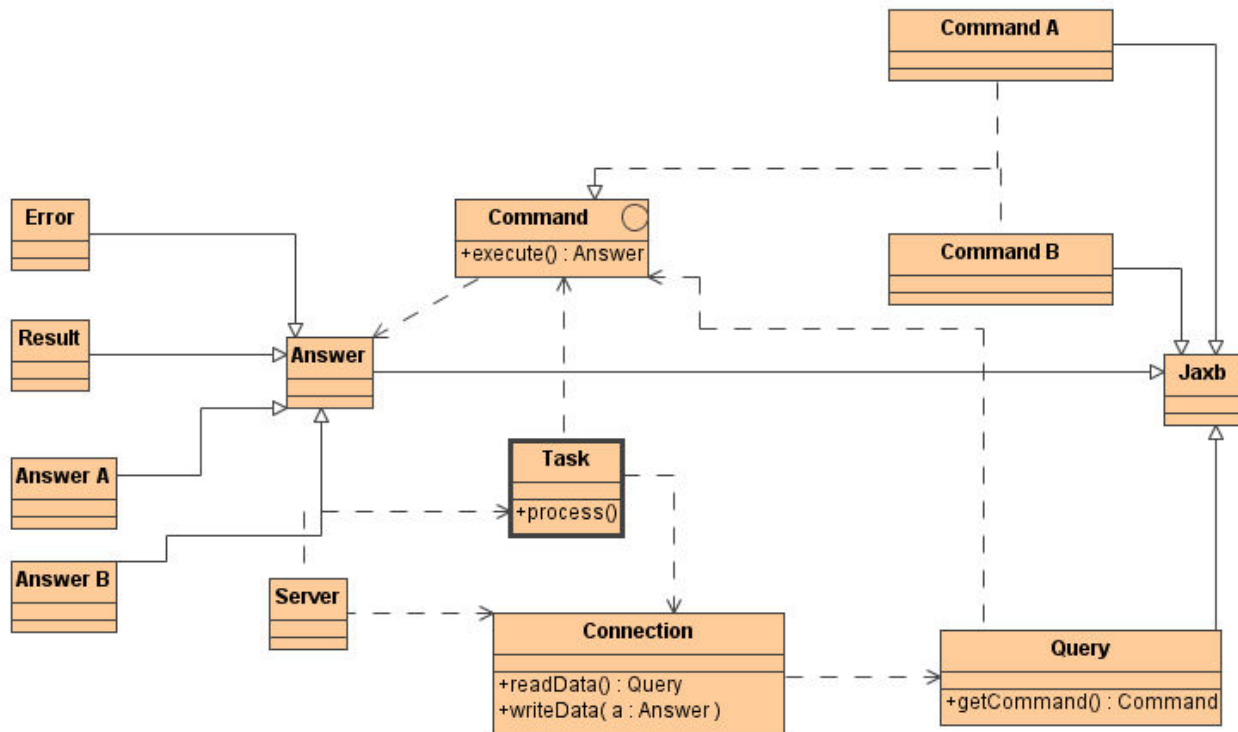 Command A
Error
Command
+execute() : Answer
Command B
Result
Answer
Jaxb
Answer A
Task
+process()
Answer B
Server
Connection
+readData() : Query
+writeData( a : Answer )
Query
+getCommand() : Command